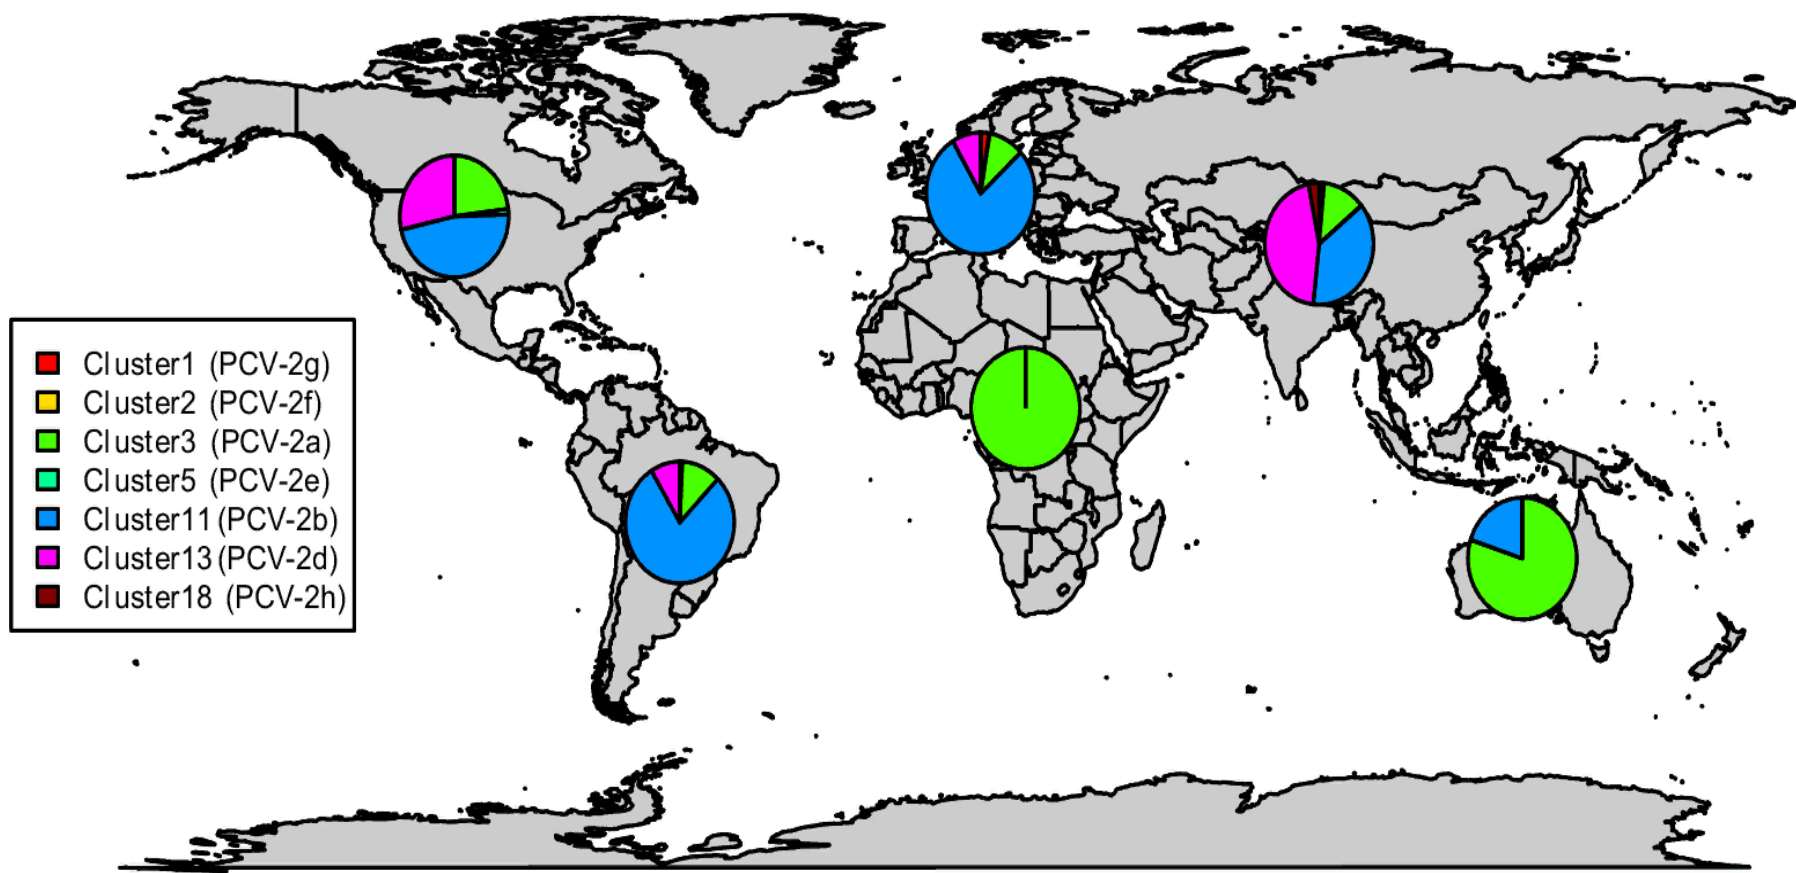 Cluster1 (PCV-2g)
Cluster2 (PCV-2f)
Cluster3 (PCV-2a)
Cluster5 (PCV-2e)
Cluster11 (PCV-2b)
Cluster13 (PCV-2d)
Cluster18 (PCV-2h)